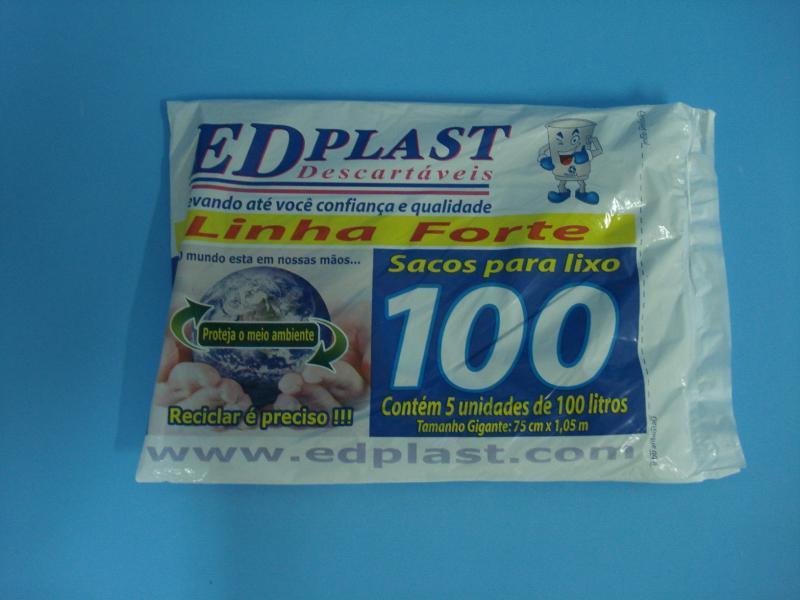 EDPLAST
Descartáveis
evando até você confiança e qualidade
Linha Forte
mundo esta em nossas mãos...
Sacos para lixo
Proteja o meio ambiente
100
Reciclar é preciso !!!
Contém 5 unidades de 100 litros
Tamanho Gigante: 75 cm x 1,05 m
www.edplast.com